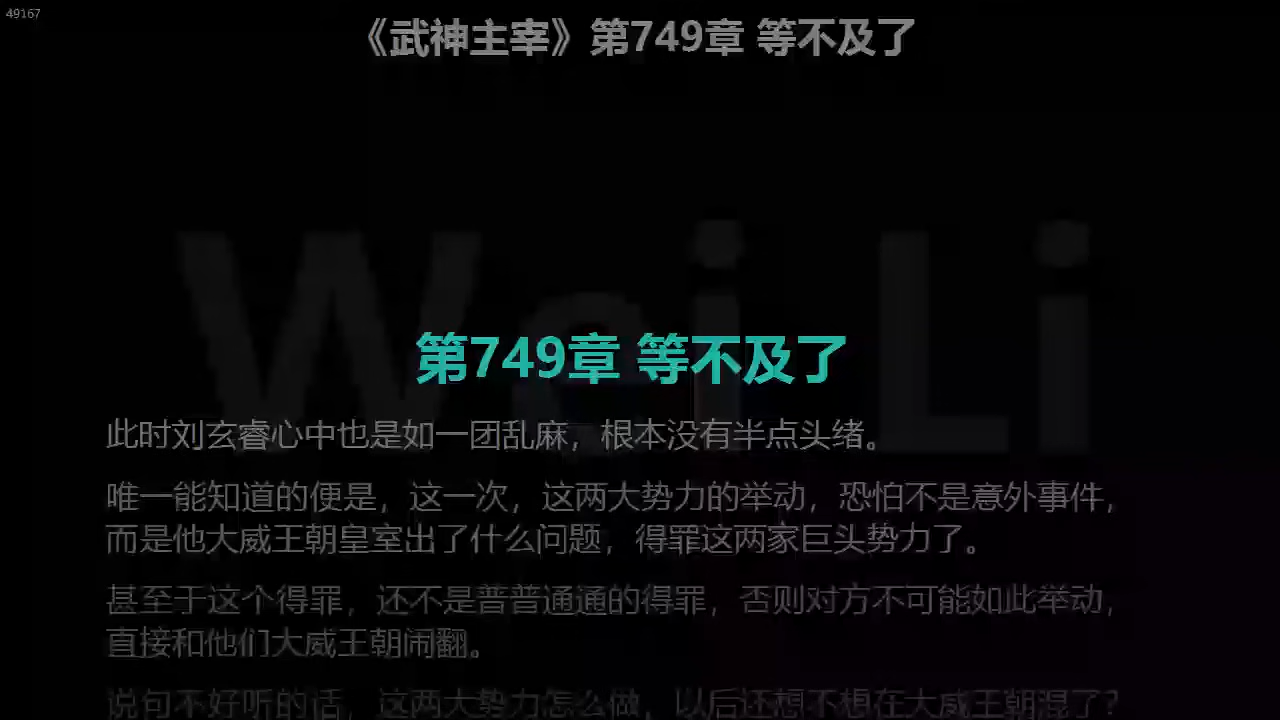 49167
《武神主宰》第749章 等不及了
Wei Li
第749章 等不及了
此时刘玄睿心中也是如一团乱麻，根本没有半点头绪。
唯一能知道的便是，这一次，这两大势力的举动，恐怕不是意外事件，
而是他大威王朝皇室出了什么问题，得罪这两家巨头势力了。
甚至于这个得罪，还不是普普通通的得罪，否则对方不可能如此举动，
直接和他们大威王朝闹翻。
说句不好听的话，这两大势力怎么做，以后还想不想在大威王朝混了？